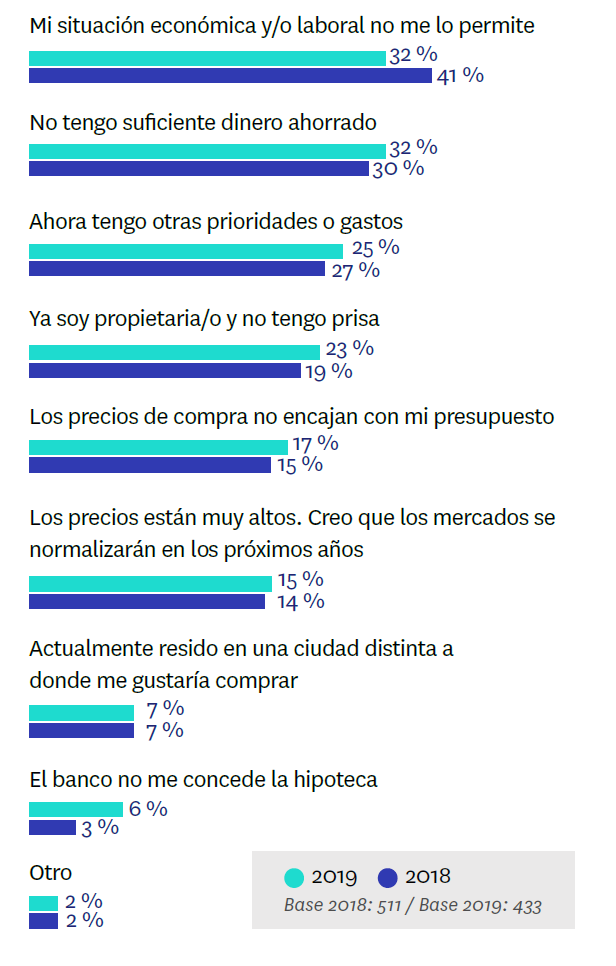 Mi situación económica y/o laboral no me lo permite
32 %
41 %
No tengo suficiente dinero ahorrado
32 %
30 %
Ahora tengo otras prioridades o gastos
25 %
27 %
Ya soy propietaria/o y no tengo prisa
23 %
19 %
Los precios de compra no encajan con mi presupuesto
17 %
15 %
Los precios están muy altos. Creo que los mercados se
normalizarán en los próximos años
15 %
14 %
Actualmente resido en una ciudad distinta a
donde me gustaría comprar
7 %
7 %
El banco no me concede la hipoteca
6 %
3 %
Otro
2 %
2 %
2019 2018
Base 2018: 511 / Base 2019: 433